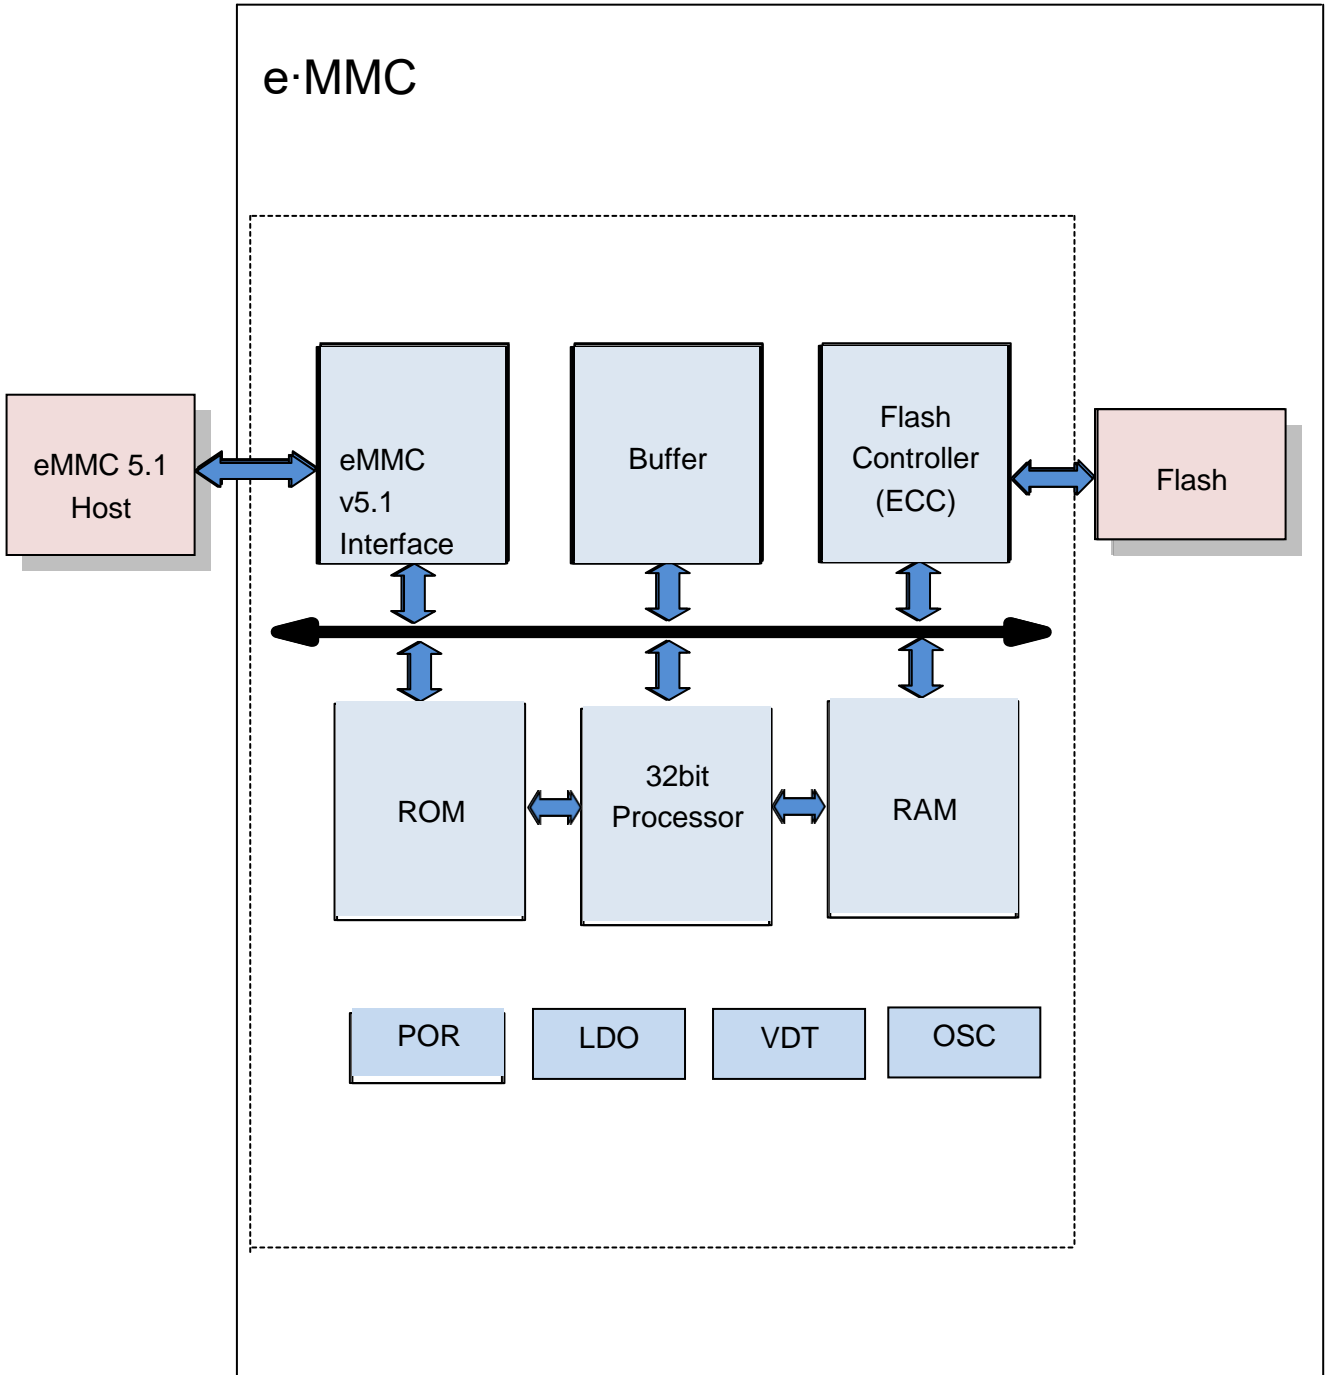 e·MMC
eMMC 5.1
Host
eMMC
v5.1
Interface
Buffer
Flash
Controller
(ECC)
Flash
ROM
32bit
Processor
RAM
POR
LDO
VDT
OSC